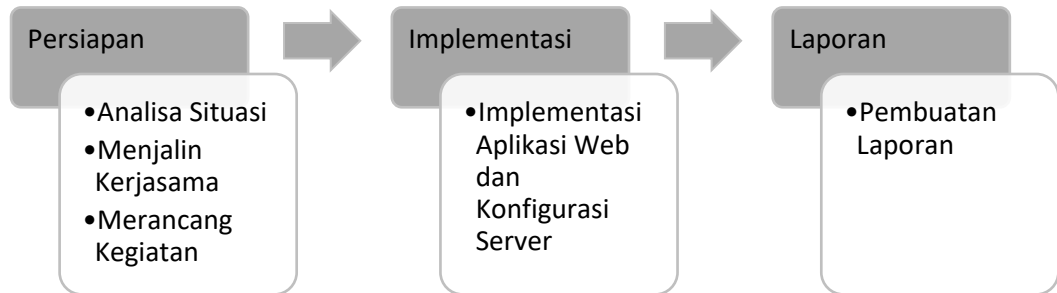 Persiapan
•Analisa Situasi
•Menjalin
Kerjasama
•Merancang
Kegiatan
Implementasi
•Implementasi
Aplikasi Web
dan
Konfigurasi
Server
Laporan
•Pembuatan
Laporan